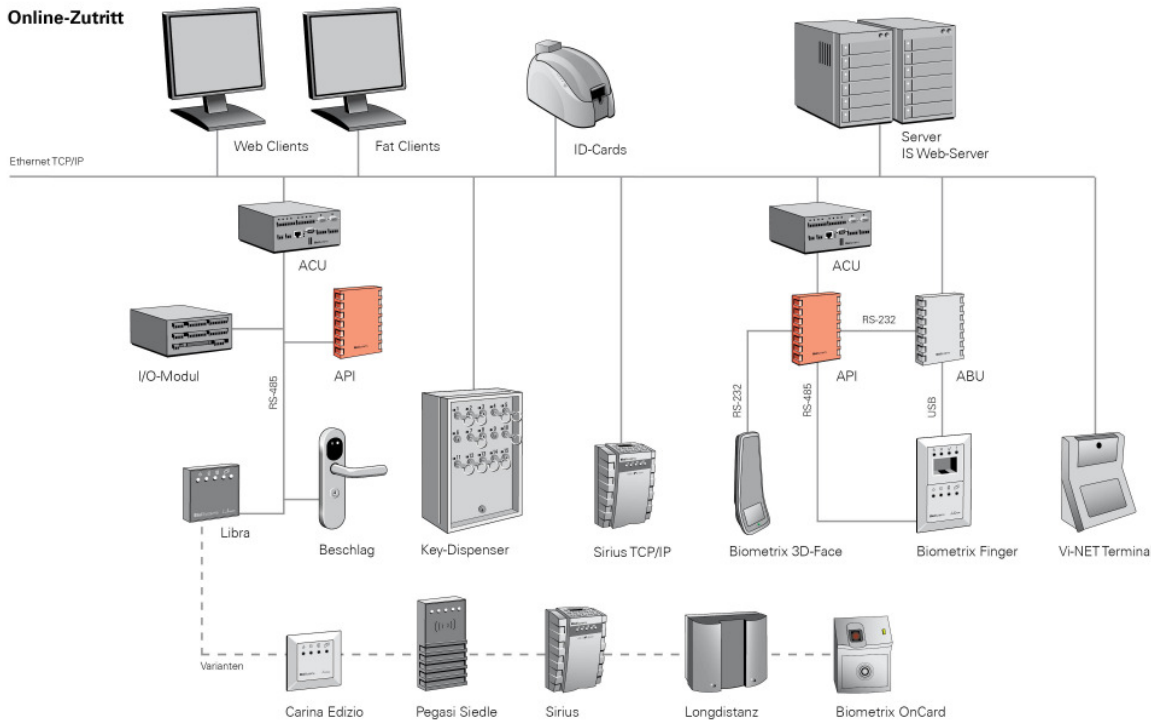 Online-Zutritt
Web Clients
Fat Clients
ID-Cards
Server
IS Web-Server
Ethernet TCP/IP
ACU
ACU
I/O-Modul
API
RS-485
RS-232
API
ABU
RS-232
RS-485
USB
Libra
Beschlag
Key-Dispenser
Sirius TCP/IP
Biometrix 3D-Face
Biometrix Finger
Vi-NET Termina
Varianten
Carina Edizio
Pegasi Siedle
Sirius
Longdistanz
Biometrix OnCard